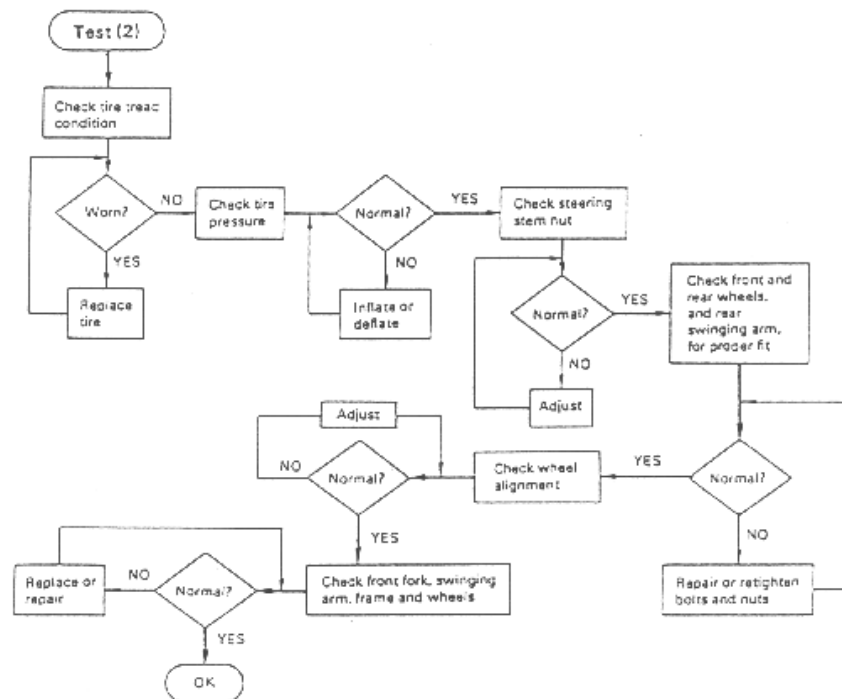 Test (2)
Check tire tread
condition
Worn?
NO
YES
Replace
tire
Check tire
pressure
Normal?
YES
NO
Inflate or
deflate
Check steering
stem nut
Normal?
YES
NO
Adjust
Check front and
rear wheels,
and rear
swinging arm,
for proper fit
Normal?
YES
NO
Repair or retighten
bolts and nuts
Check wheel
alignment
Normal?
NO
Adjust
YES
Check front fork, swinging
arm, frame and wheels
Normal?
NO
Replace or
repair
YES
OK